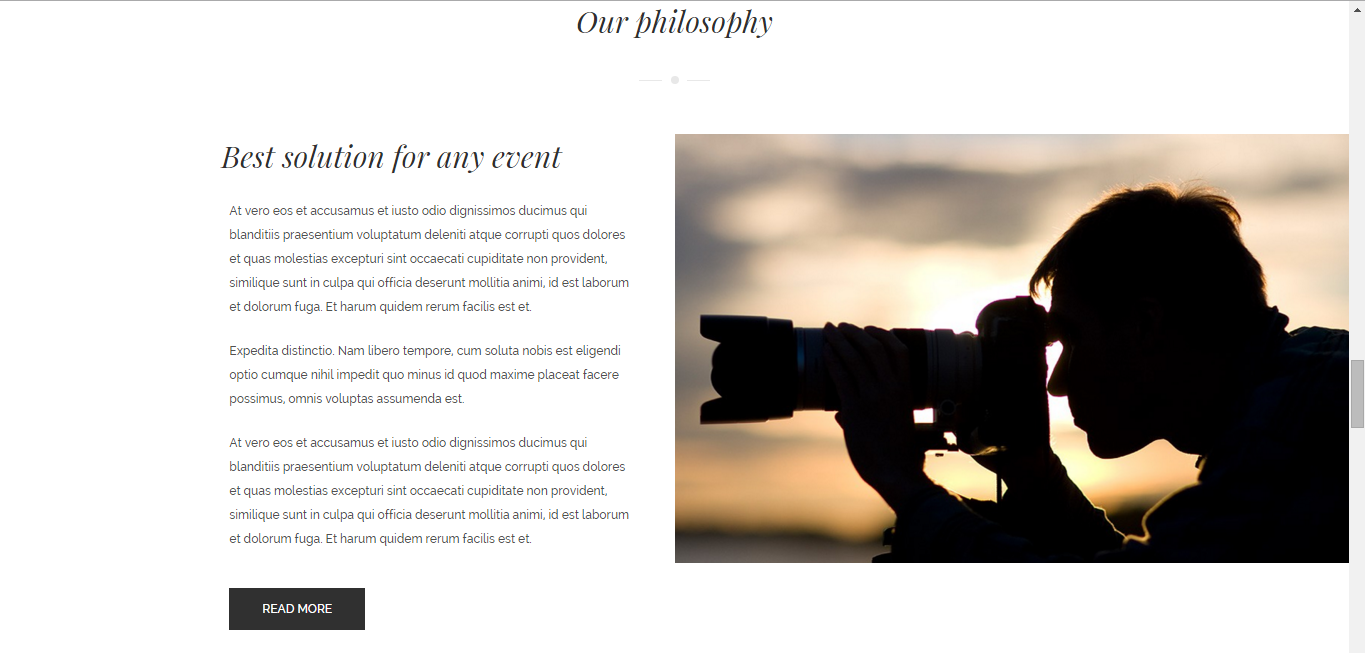 Our philosophy
Best solution for any event
At vero eos et accusamus et iusto odio dignissimos ducimus qui
blanditiis praesentium voluptatum deleniti atque corrupti quos dolores
et quas molestias excepturi sint occaecati cupiditate non provident,
similique sunt in culpa qui officia deserunt mollitia animi, id est laborum
et dolorum fuga. Et harum quidem rerum facilis est et.
Expedita distinctio. Nam libero tempore, cum soluta nobis est eligendi
optio cumque nihil impedit quo minus id quod maxime placeat facere
possimus, omnis voluptas assumenda est.
At vero eos et accusamus et iusto odio dignissimos ducimus qui
blanditiis praesentium voluptatum deleniti atque corrupti quos dolores
et quas molestias excepturi sint occaecati cupiditate non provident,
similique sunt in culpa qui officia deserunt mollitia animi, id est laborum
et dolorum fuga. Et harum quidem rerum facilis est et.
READ MORE